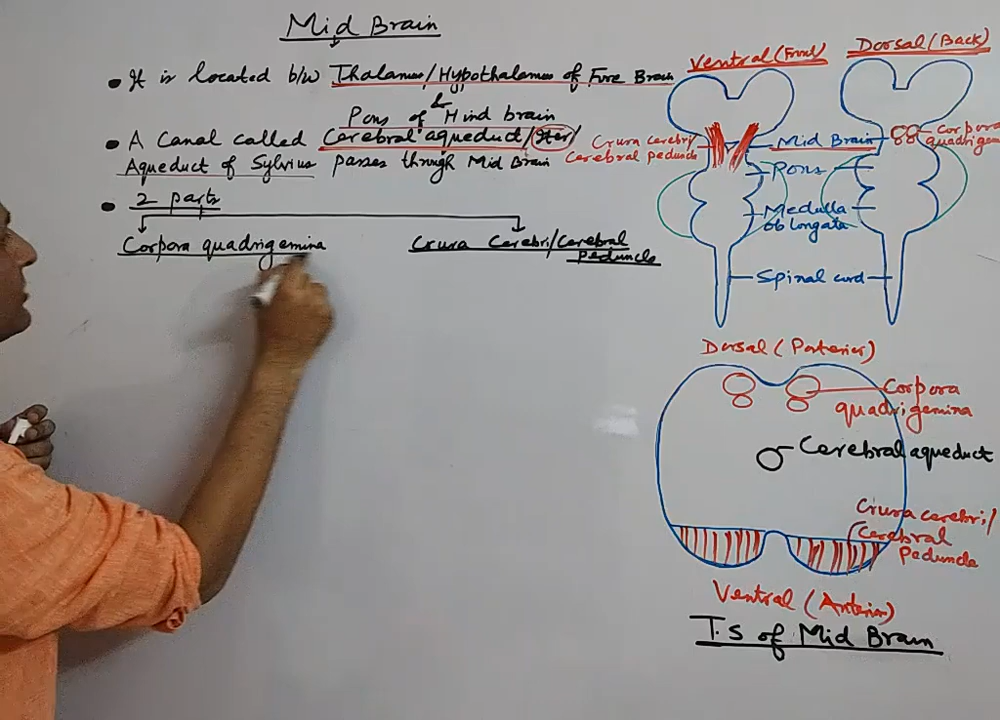 Mid Brain
It is located b/w Thalamus/Hypothalamus of Fore Brain
&
Pons of Hind brain
A Canal called Cerebral aqueduct/Iter/
Aqueduct of Sylvius passes through Mid Brain
2 parts
Corpora quadrigemina
Crura Cerebri/Cerebral
Peduncle
Ventral (Front)
Dorsal (Back)
Crura cerebri/
Cerebral peduncle
Mid Brain
Corpora
quadrigemina
Pons
Medulla
oblongata
Spinal cord
Dorsal (Posterior)
Corpora
quadrigemina
Cerebral aqueduct
Crura cerebri/
Cerebral
Peduncle
Ventral (Anterior)
T.S of Mid Brain